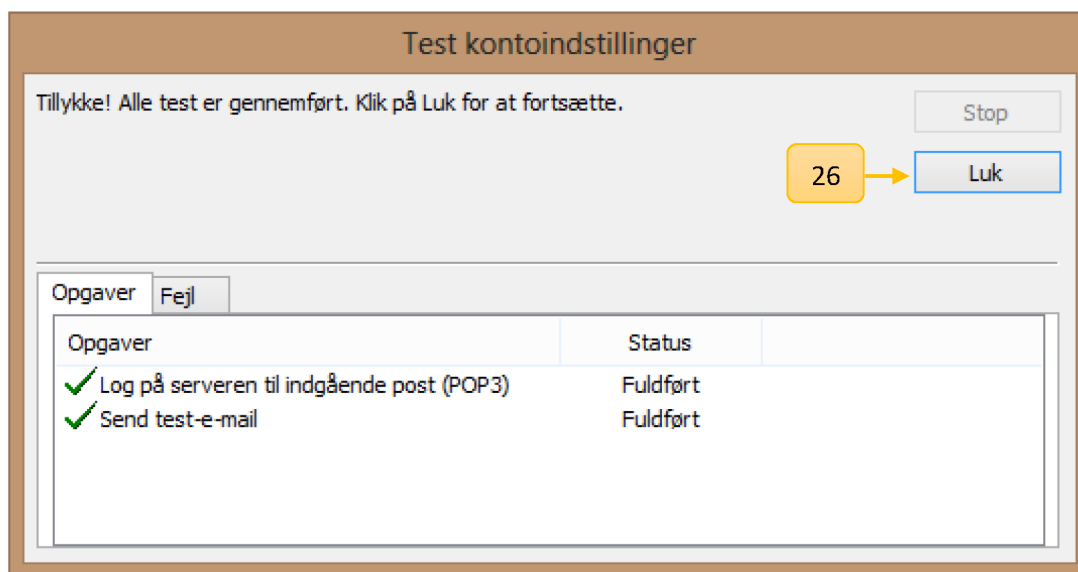 Test kontoindstillinger
Tillykke! Alle test er gennemført. Klik på Luk for at fortsætte.
Stop
26
Luk
Opgaver
Fejl
Opgaver
Status
Log på serveren til indgående post (POP3)
Fuldført
Send test-e-mail
Fuldført